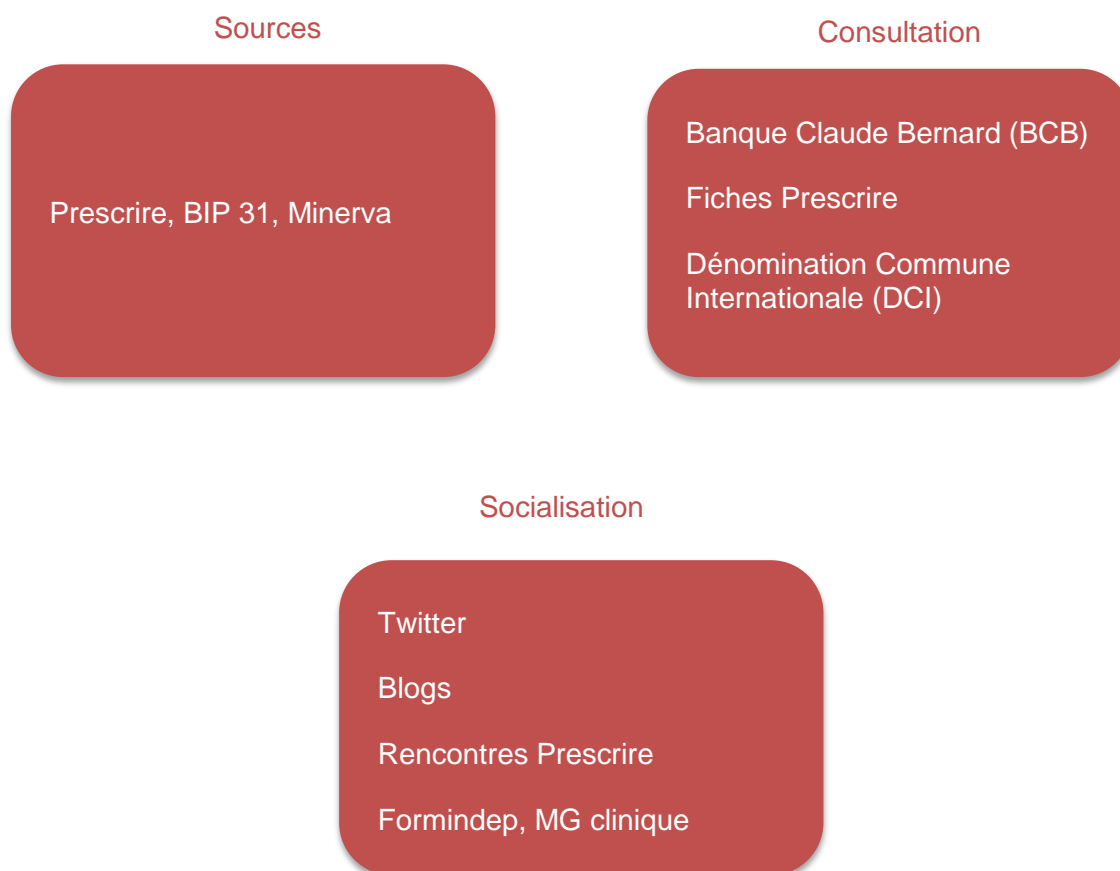 Sources
Prescrire, BIP 31, Minerva
Consultation
Banque Claude Bernard (BCB)
Fiches Prescrire
Dénomination Commune
Internationale (DCI)
Socialisation
Twitter
Blogs
Rencontres Prescrire
Formindep, MG clinique